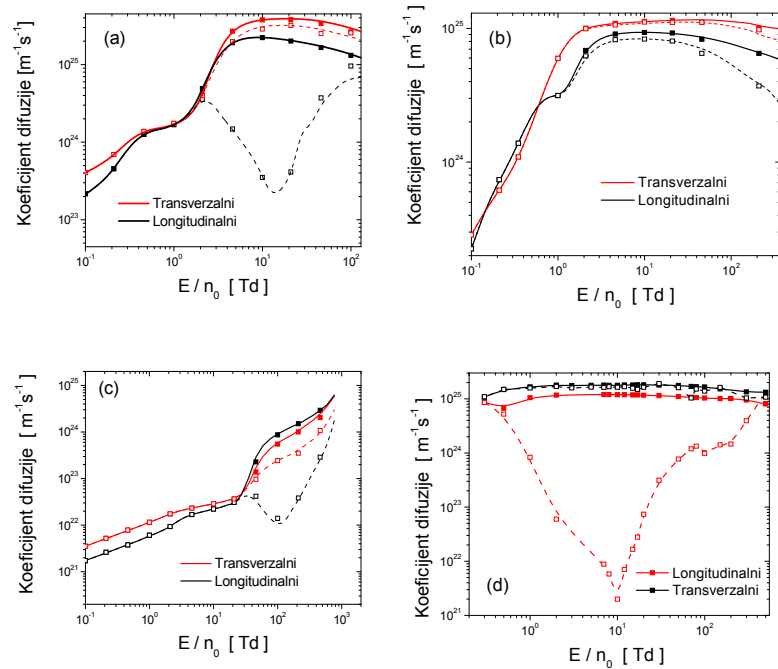 (a)
Koeficijent difuzije [m⁻¹s⁻¹]
10²⁵
10²⁴
10²³
Transverzalni
Longitudinalni
10⁻¹ 10⁰ 10¹ 10²
E / n₀ [ Td ]
(b)
Koeficijent difuzije [ m⁻¹s⁻¹ ]
10²⁵
10²⁴
Transverzalni
Longitudinalni
10⁻¹ 10⁰ 10¹ 10²
E / n₀ [ Td ]
(c)
Koeficijent difuzije [ m⁻¹s⁻¹ ]
10²⁵
10²⁴
10²³
10²²
10²¹
Transverzalni
Longitudinalni
10⁻¹ 10⁰ 10¹ 10² 10³
E / n₀ [ Td ]
(d)
Koeficijent difuzije [ m⁻¹s⁻¹ ]
10²⁵
10²⁴
10²³
10²²
10²¹
Longitudinalni
Transverzalni
10⁰ 10¹ 10²
E / n₀ [ Td ]